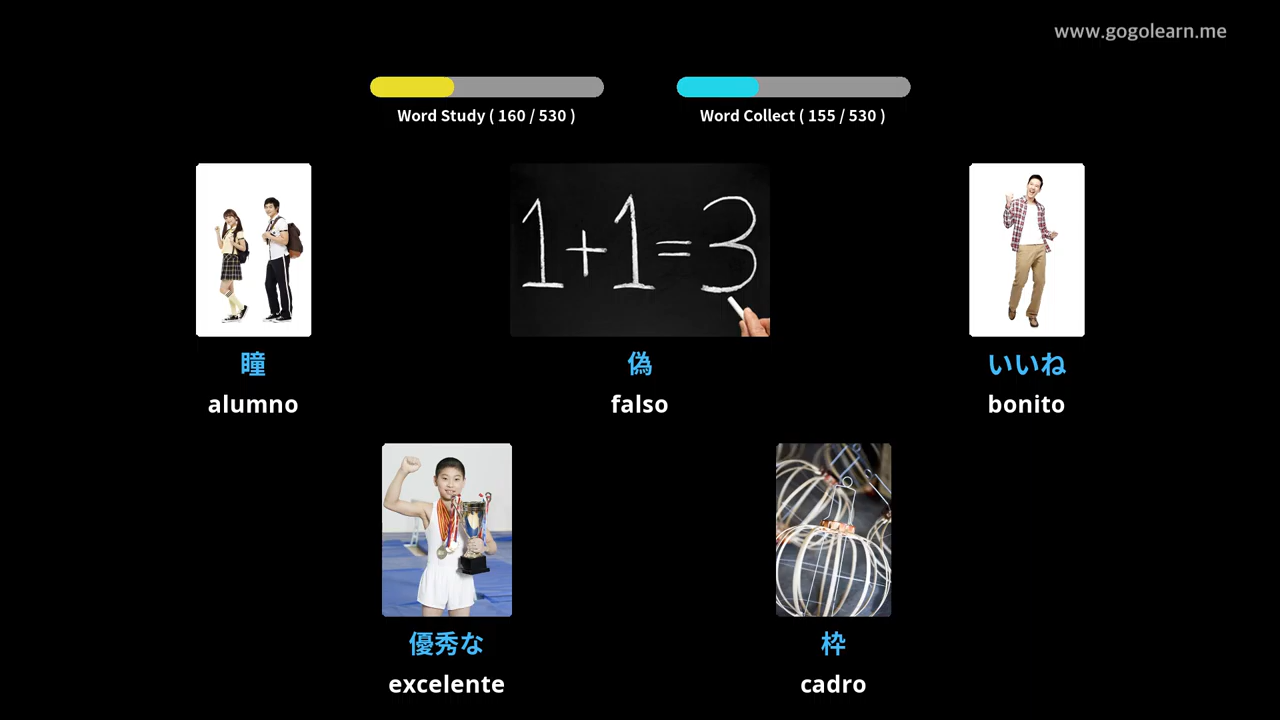 www.gogolearn.me
Word Study ( 160 / 530 )
Word Collect ( 155 / 530 )
1+1=3
瞳
alumno
偽
falso
いいね
bonito
優秀な
excelente
枠
cadro